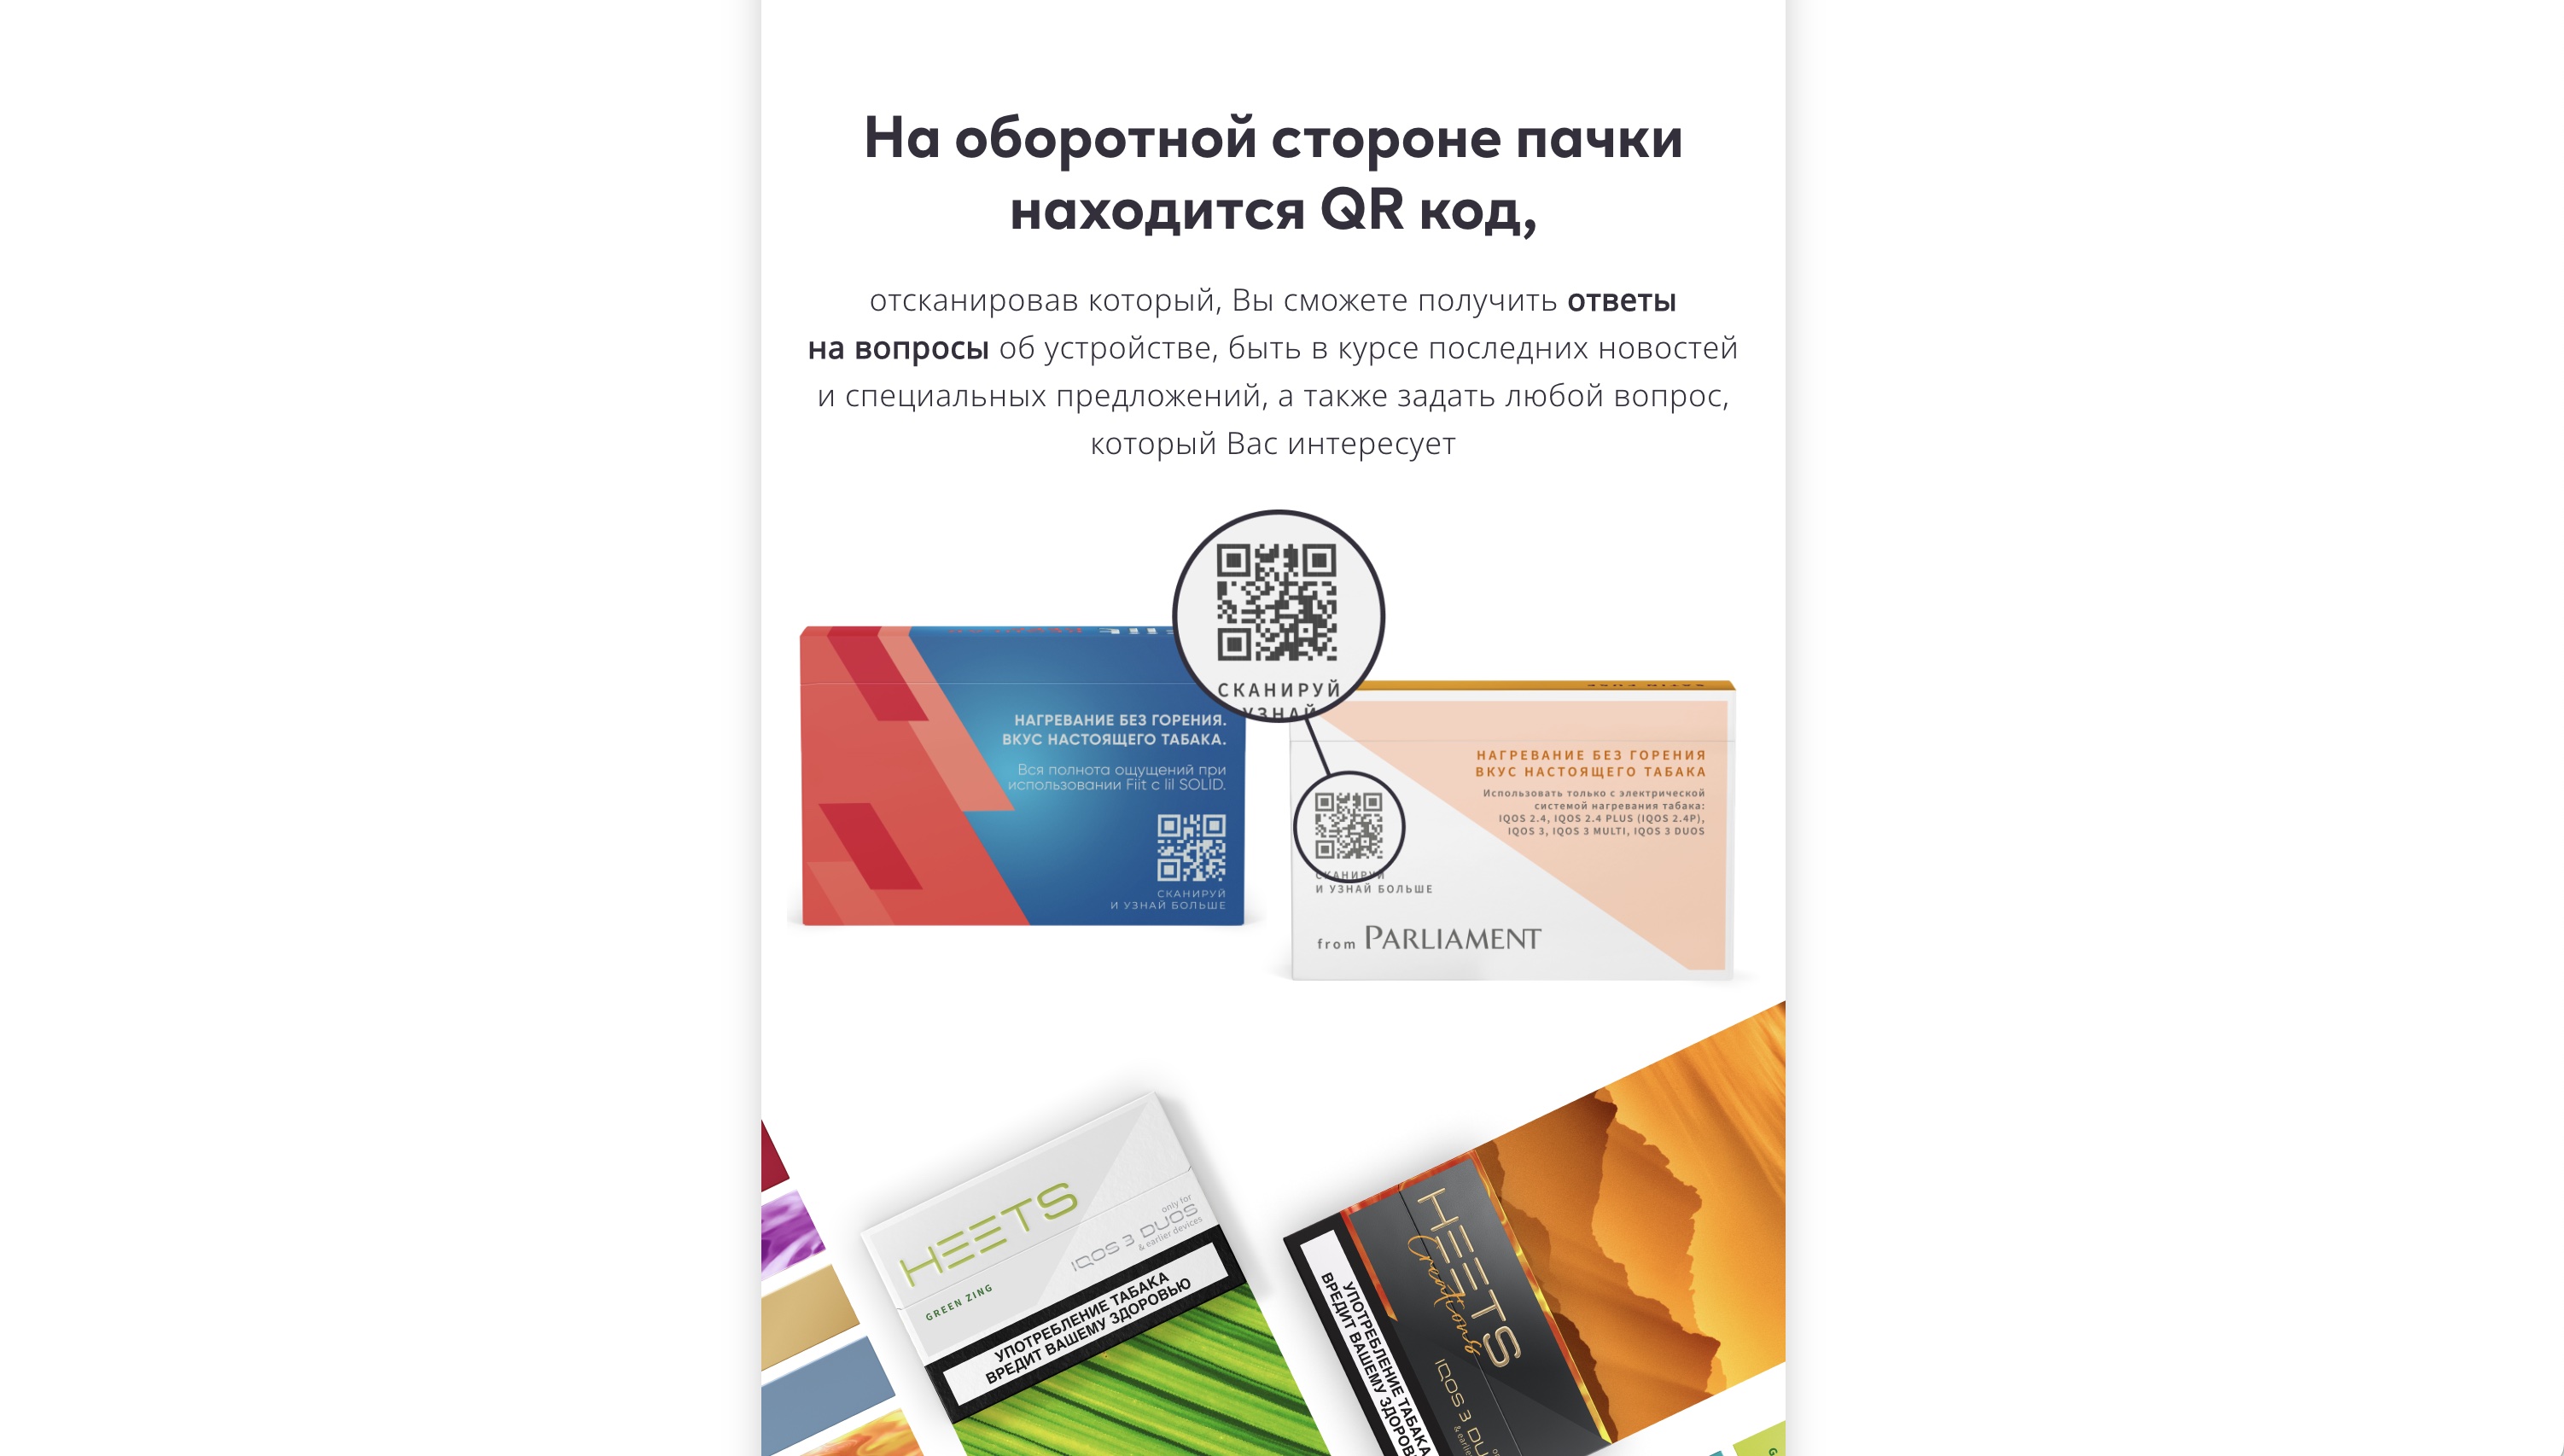 На оборотной стороне пачки
находится QR код,
отсканировав который, Вы сможете получить ответы
на вопросы об устройстве, быть в курсе последних новостей
и специальных предложений, а также задать любой вопрос,
который Вас интересует
СКАНИРУЙ
УЗНАЙ
НАГРЕВАНИЕ БЕЗ ГОРЕНИЯ.
ВКУС НАСТОЯЩЕГО ТАБАКА.
Вся полнота ощущений при
использовании Fiit с lil SOLID.
СКАНИРУЙ
И УЗНАЙ БОЛЬШЕ
НАГРЕВАНИЕ БЕЗ ГОРЕНИЯ
ВКУС НАСТОЯЩЕГО ТАБАКА
Использовать только с электрической
системой нагревания табака:
IQOS 2.4, IQOS 2.4 PLUS (IQOS 2.4P),
IQOS 3, IQOS 3 MULTI, IQOS 3 DUOS
СКАНИРУЙ
И УЗНАЙ БОЛЬШЕ
from PARLIAMENT
HEETS
GREEN ZING
only for
IQOS 3 DUOS
& earlier devices
УПОТРЕБЛЕНИЕ ТАБАКА
ВРЕДИТ ВАШЕМУ ЗДОРОВЬЮ
HEETS
Creations
IQOS 3 DU
УПОТРЕБЛЕНИЕ ТАБАКА
ВРЕДИТ ВАШЕМУ ЗДОРОВ